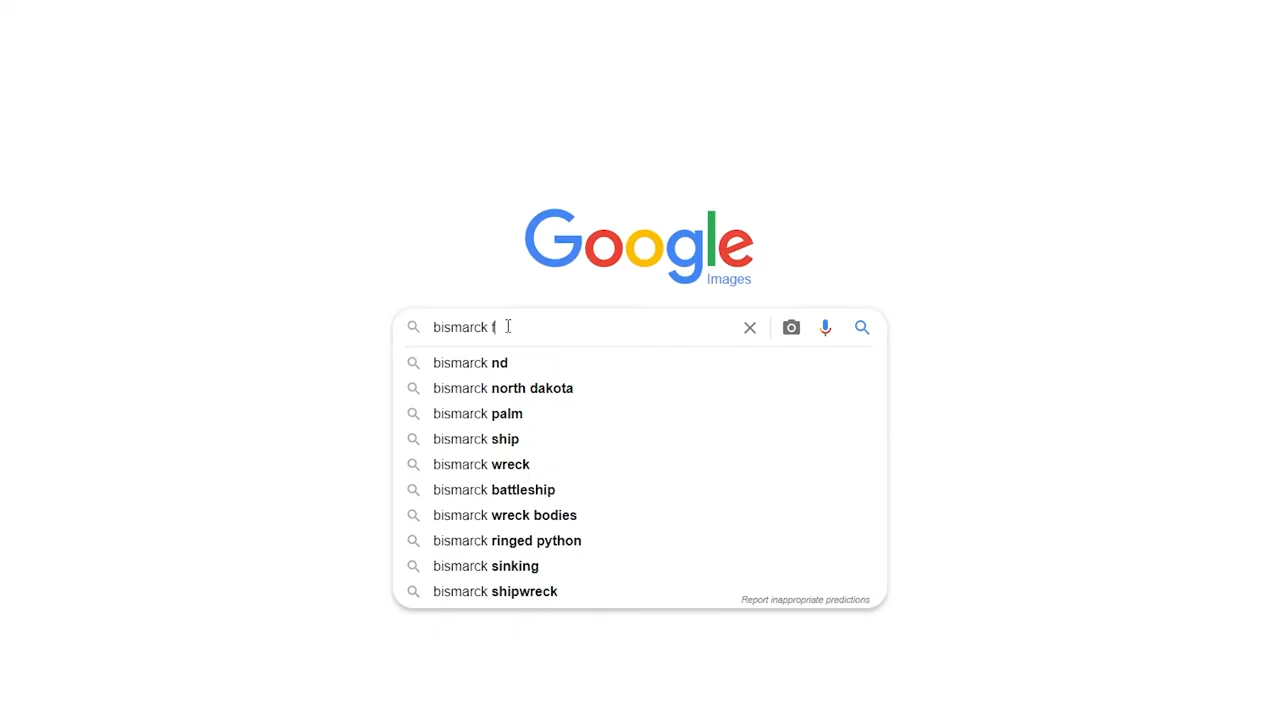 Google
Images
bismarck f
bismarck nd
bismarck north dakota
bismarck palm
bismarck ship
bismarck wreck
bismarck battleship
bismarck wreck bodies
bismarck ringed python
bismarck sinking
bismarck shipwreck
Report inappropriate predictions